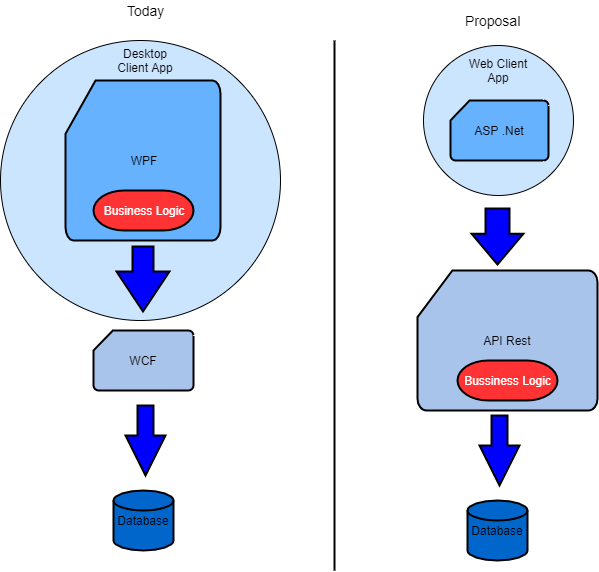 Today
Desktop
Client App
WPF
Business Logic
WCF
Database
Proposal
Web Client
App
ASP .Net
API Rest
Bussiness Logic
Database